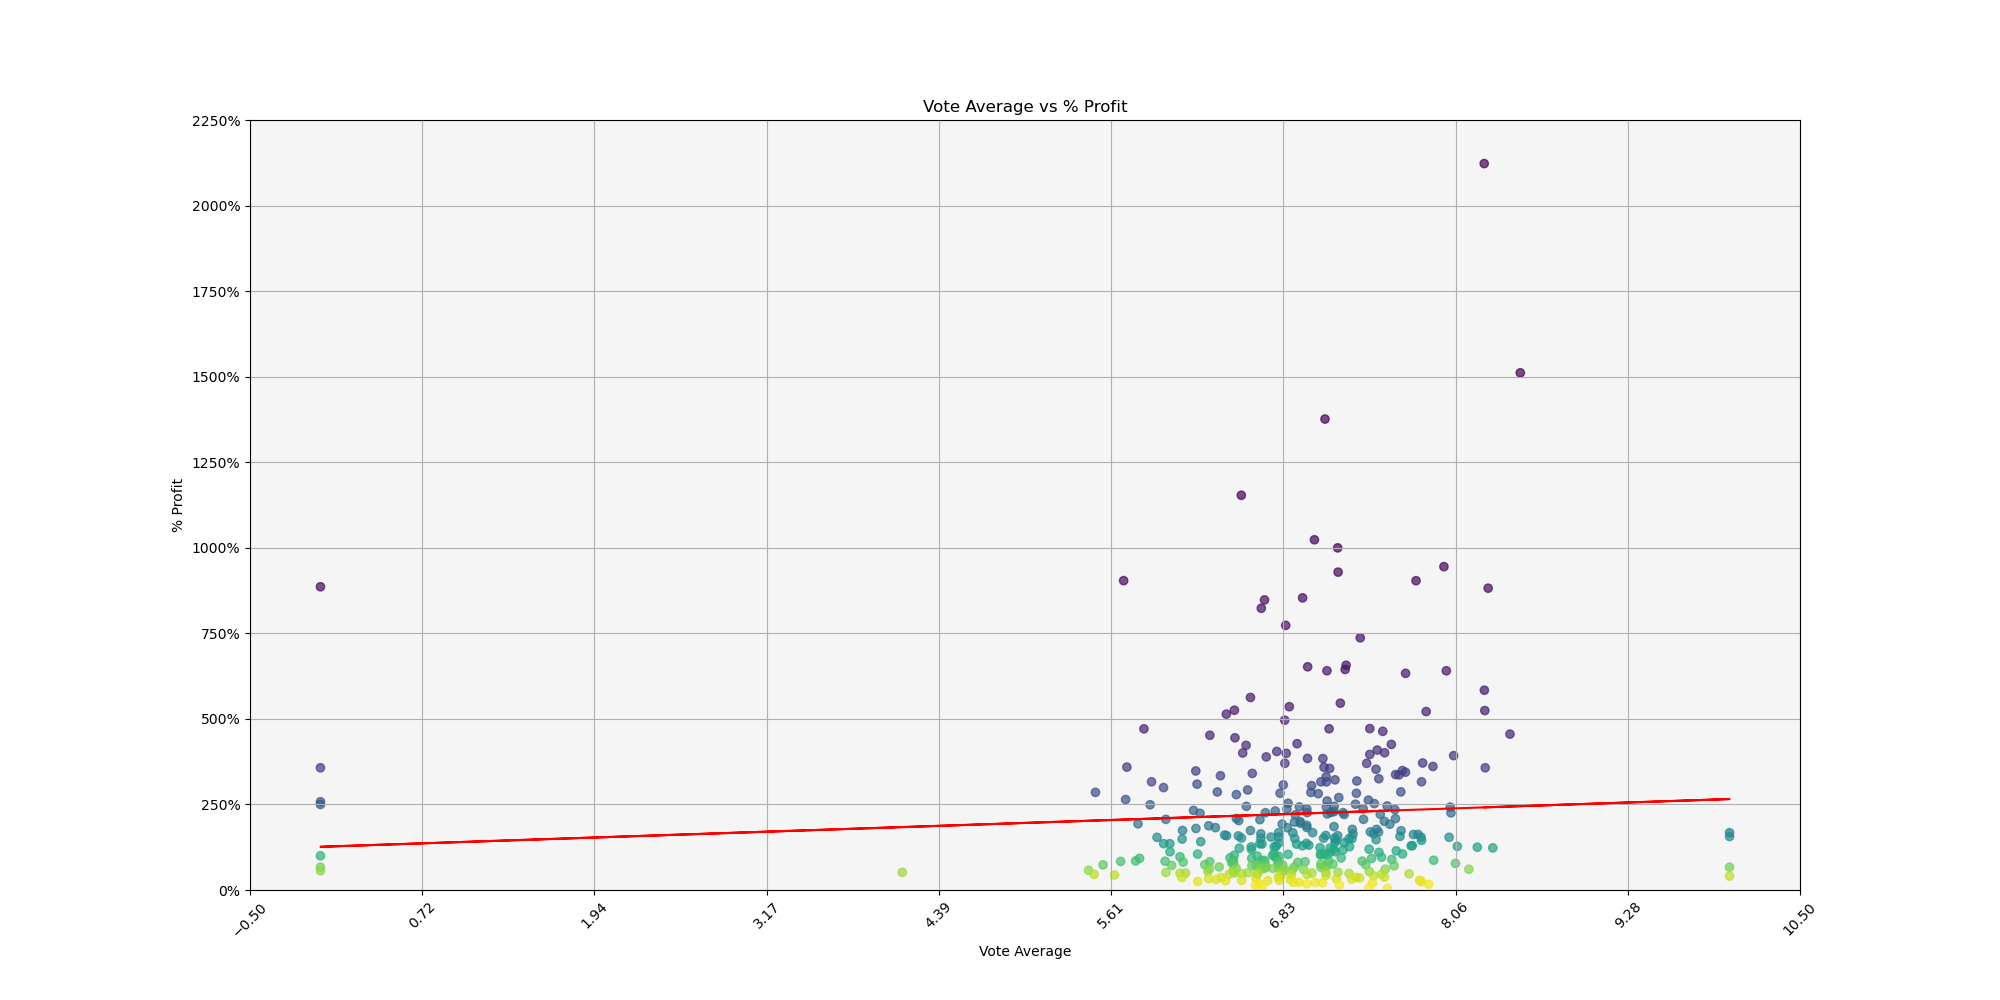 Vote Average vs % Profit
2250%
2000%
1750%
1500%
1250%
1000%
750%
500%
250%
0%
% Profit
−0.50 0.72 1.94 3.17 4.39 5.61 6.83 8.06 9.28 10.50
Vote Average